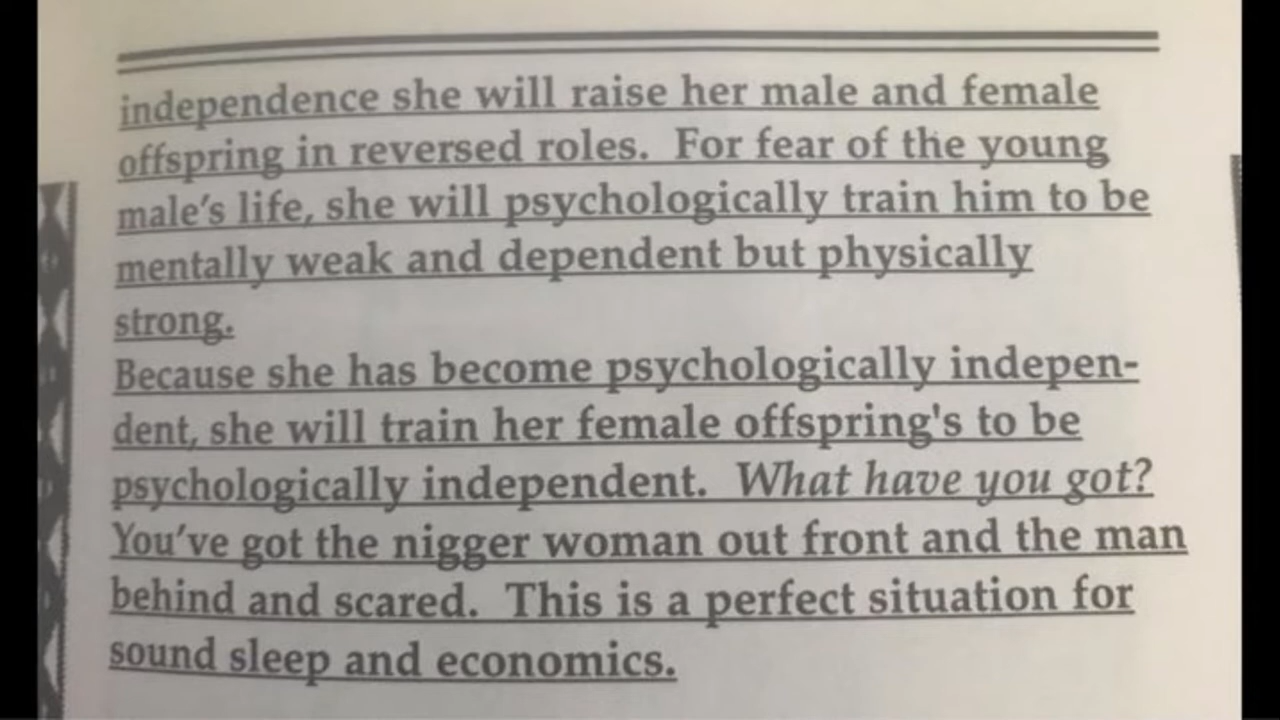 independence she will raise her male and female
offspring in reversed roles. For fear of the young
male's life, she will psychologically train him to be
mentally weak and dependent but physically
strong.
Because she has become psychologically indepen-
dent, she will train her female offspring's to be
psychologically independent. What have you got?
You've got the nigger woman out front and the man
behind and scared. This is a perfect situation for
sound sleep and economics.